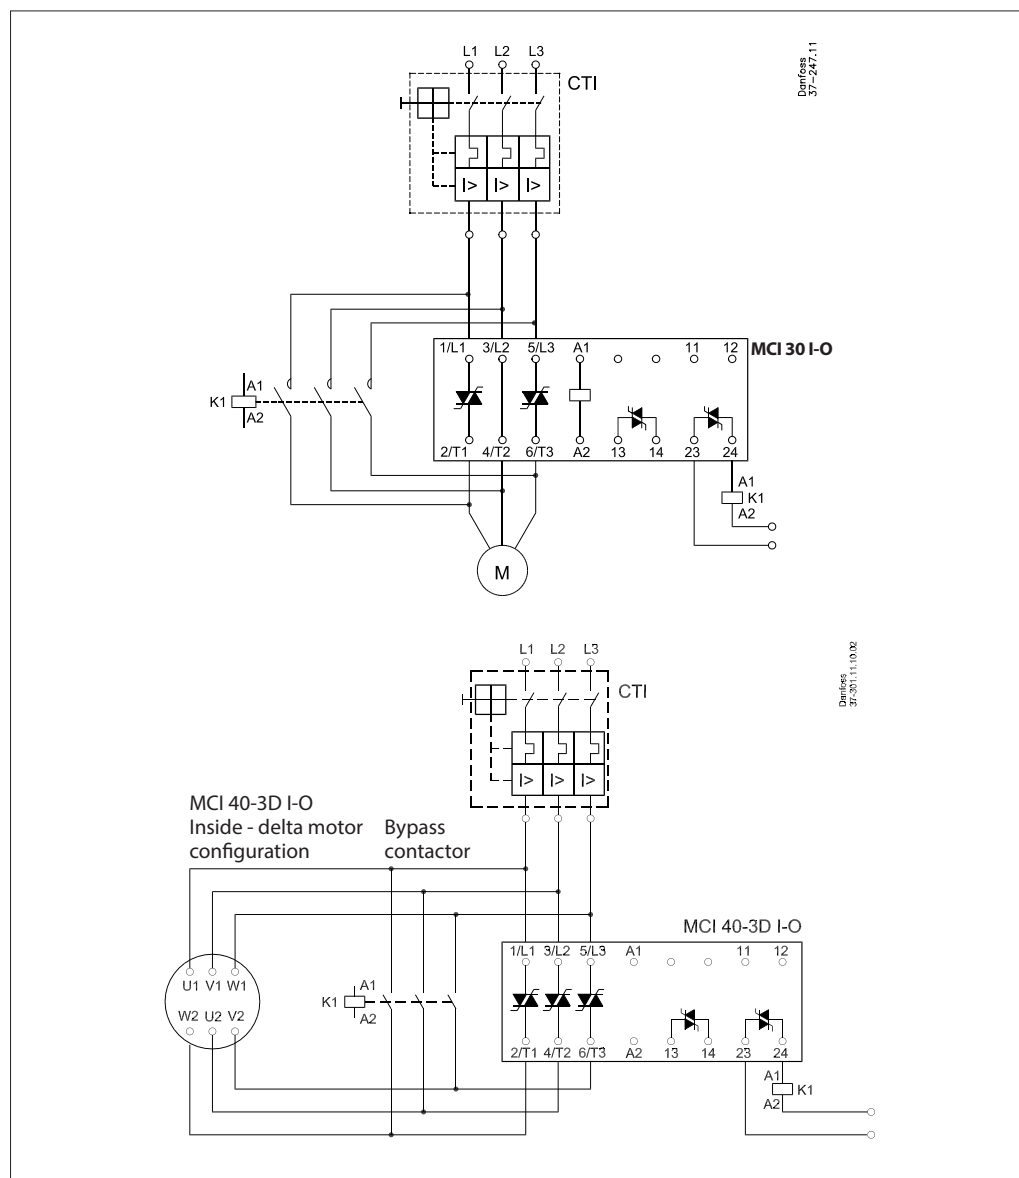 L1 L2 L3
CTI
Danfoss
37-247.11
I> I> I>
1/L1 3/L2 5/L3 A1 11 12
MCI 30 I-O
K1 A1
A2
2/T1 4/T2 6/T3 A2 13 14 23 24
A1
K1
A2
M
L1 L2 L3
CTI
Danfoss
37-301.11.10.02
I> I> I>
MCI 40-3D I-O
Inside - delta motor
configuration
Bypass
contactor
MCI 40-3D I-O
1/L1 3/L2 5/L3 A1 11 12
U1 V1 W1
W2 U2 V2
K1 A1
A2
2/T1 4/T2 6/T3 A2 13 14 23 24
A1
K1
A2